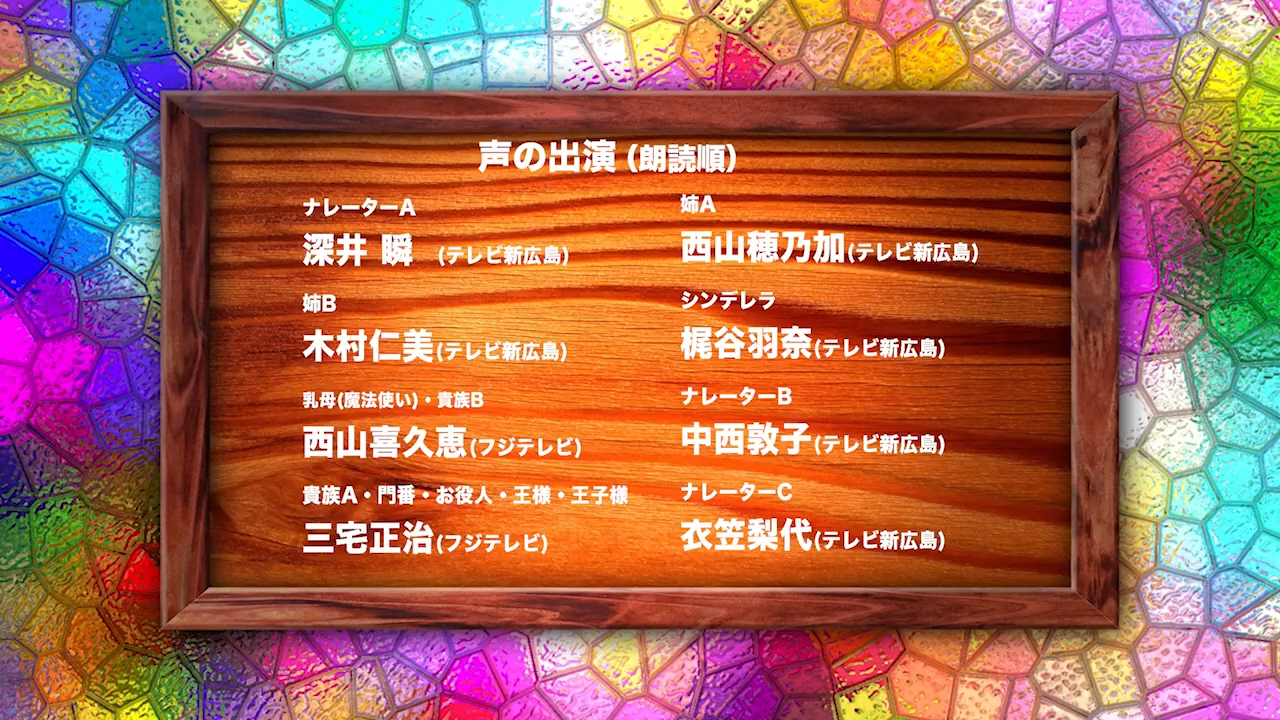 声の出演(朗読順)
ナレーターA
深井 瞬 (テレビ新広島)
姉A
西山穂乃加(テレビ新広島)
姉B
木村仁美(テレビ新広島)
シンデレラ
梶谷羽奈(テレビ新広島)
乳母(魔法使い)・貴族B
西山喜久恵(フジテレビ)
ナレーターB
中西敦子(テレビ新広島)
貴族A・門番・お役人・王様・王子様
三宅正治(フジテレビ)
ナレーターC
衣笠梨代(テレビ新広島)